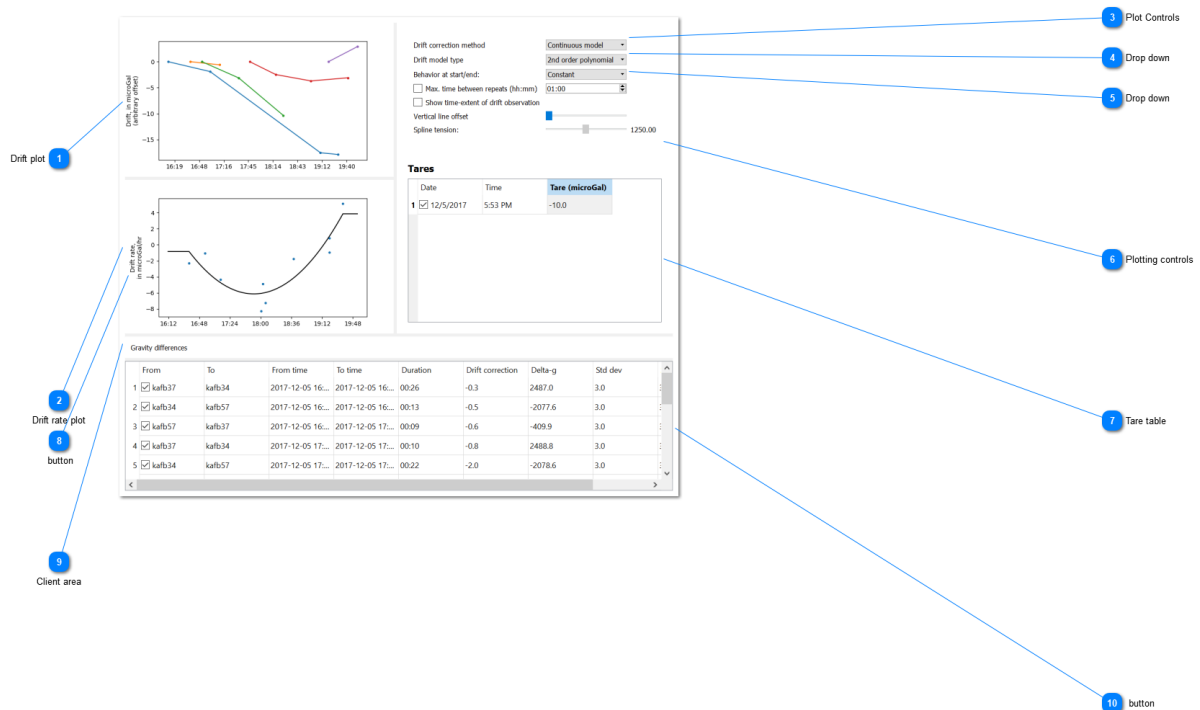 3 Plot Controls
Drift correction method Continuous model
4 Drop down
Drift model type 2nd order polynomial
Behavior at start/end: Constant
5 Drop down
Max. time between repeats (hh:mm) 01:00
Show time-extent of drift observation
Vertical line offset
Spline tension: 1250.00
Drift, in microGal
(arbitrary offset)
0
−5
−10
−15
16:19 16:48 17:16 17:45 18:14 18:43 19:12 19:40
Drift plot 1
Tares
Date Time Tare (microGal)
1 12/5/2017 5:53 PM -10.0
Drift rate,
in microGal/hr
4
2
0
−2
−4
−6
−8
16:12 16:48 17:24 18:00 18:36 19:12 19:48
6 Plotting controls
Gravity differences
From To From time To time Duration Drift correction Delta-g Std dev
1 kafb37 kafb34 2017-12-05 16:... 2017-12-05 16:... 00:26 -0.3 2487.0 3.0
2 kafb34 kafb57 2017-12-05 16:... 2017-12-05 16:... 00:13 -0.5 -2077.6 3.0
3 kafb57 kafb37 2017-12-05 16:... 2017-12-05 17:... 00:09 -0.6 -409.9 3.0
4 kafb37 kafb34 2017-12-05 17:... 2017-12-05 17:... 00:10 -0.8 2488.8 3.0
5 kafb34 kafb57 2017-12-05 17:... 2017-12-05 17:... 00:22 -2.0 -2078.6 3.0
2
Drift rate plot
8
button
7 Tare table
9
Client area
10 button